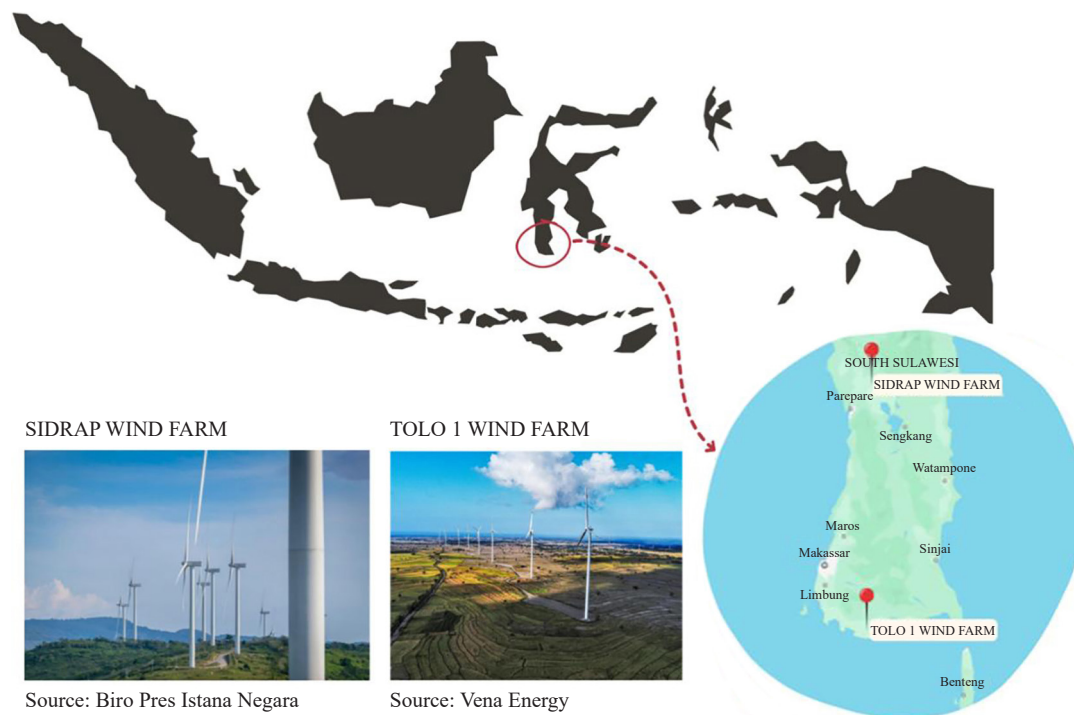 SOUTH SULAWESI
SIDRAP WIND FARM
Parepare
Sengkang
Watampone
Maros
Makassar
Sinjai
Limbung
TOLO 1 WIND FARM
Benteng
SIDRAP WIND FARM
TOLO 1 WIND FARM
Source: Biro Pres Istana Negara
Source: Vena Energy